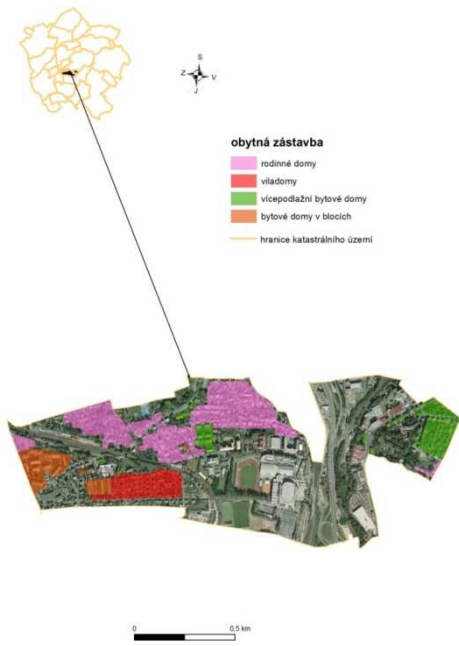 S
Z
V
J
obytná zástavba
rodinné domy
viladomy
vícepodlažní bytové domy
bytové domy v blocích
hranice katastrálního území
0
0,5 km